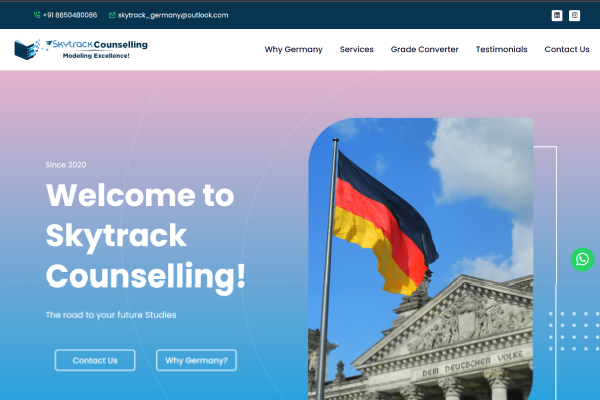 +91 8850480086
skytrack_germany@outlook.com
Skytrack Counselling
Modeling Excellence!
Why Germany
Services
Grade Converter
Testimonials
Contact Us
Since 2020
Welcome to
Skytrack
Counselling!
The road to your future Studies
Contact Us
Why Germany?
DEM DEUTSCHEN VOLKE